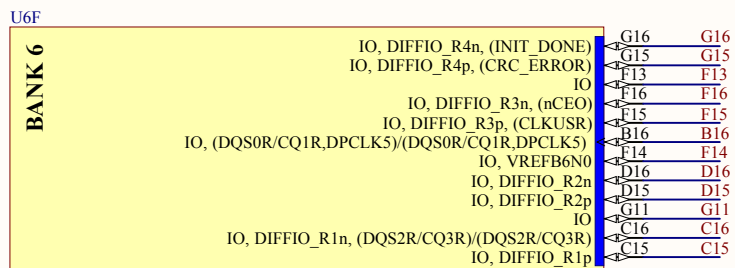 U6F
BANK 6
IO, DIFFIO_R4n, (INIT_DONE) G16 G16
IO, DIFFIO_R4p, (CRC_ERROR) G15 G15
IO F13 F13
IO, DIFFIO_R3n, (nCEO) F16 F16
IO, DIFFIO_R3p, (CLKUSR) F15 F15
IO, (DQS0R/CQ1R,DPCLK5)/(DQS0R/CQ1R,DPCLK5) B16 B16
IO, VREFB6N0 F14 F14
IO, DIFFIO_R2n D16 D16
IO, DIFFIO_R2p D15 D15
IO G11 G11
IO, DIFFIO_R1n, (DQS2R/CQ3R)/(DQS2R/CQ3R) C16 C16
IO, DIFFIO_R1p C15 C15